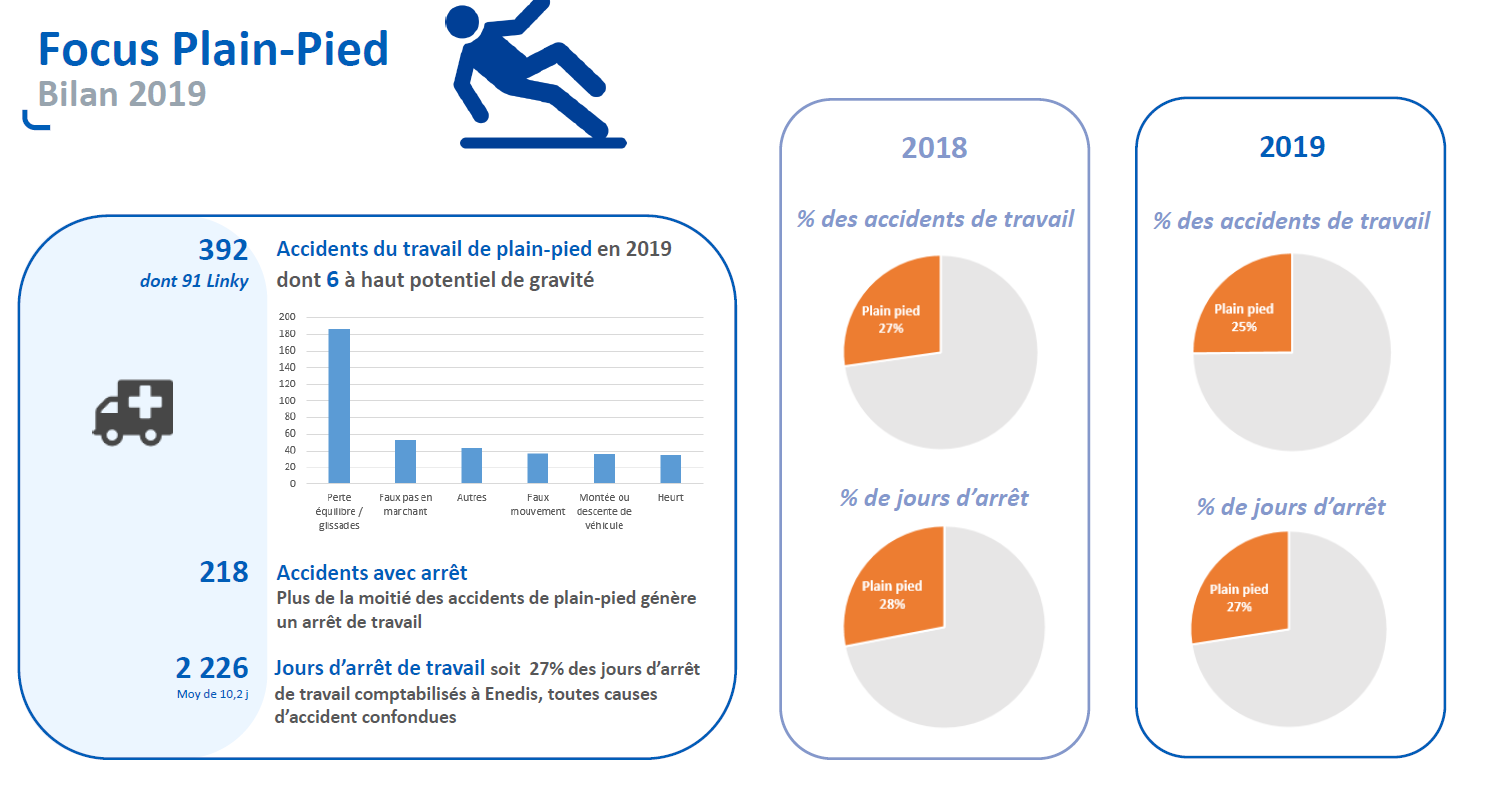 Focus Plain-Pied
Bilan 2019
392
dont 91 Linky
Accidents du travail de plain-pied en 2019
dont 6 à haut potentiel de gravité
200
180
160
140
120
100
80
60
40
20
0
Perte
équilibre /
glissades
Faux pas en
marchant
Autres
Faux
mouvement
Montée ou
descente de
véhicule
Heurt
218
Accidents avec arrêt
Plus de la moitié des accidents de plain-pied génère
un arrêt de travail
2 226
Moy de 10,2 j
Jours d’arrêt de travail soit 27% des jours d’arrêt
de travail comptabilisés à Enedis, toutes causes
d’accident confondues
2018
% des accidents de travail
Plain pied
27%
% de jours d’arrêt
Plain pied
28%
2019
% des accidents de travail
Plain pied
25%
% de jours d’arrêt
Plain pied
27%